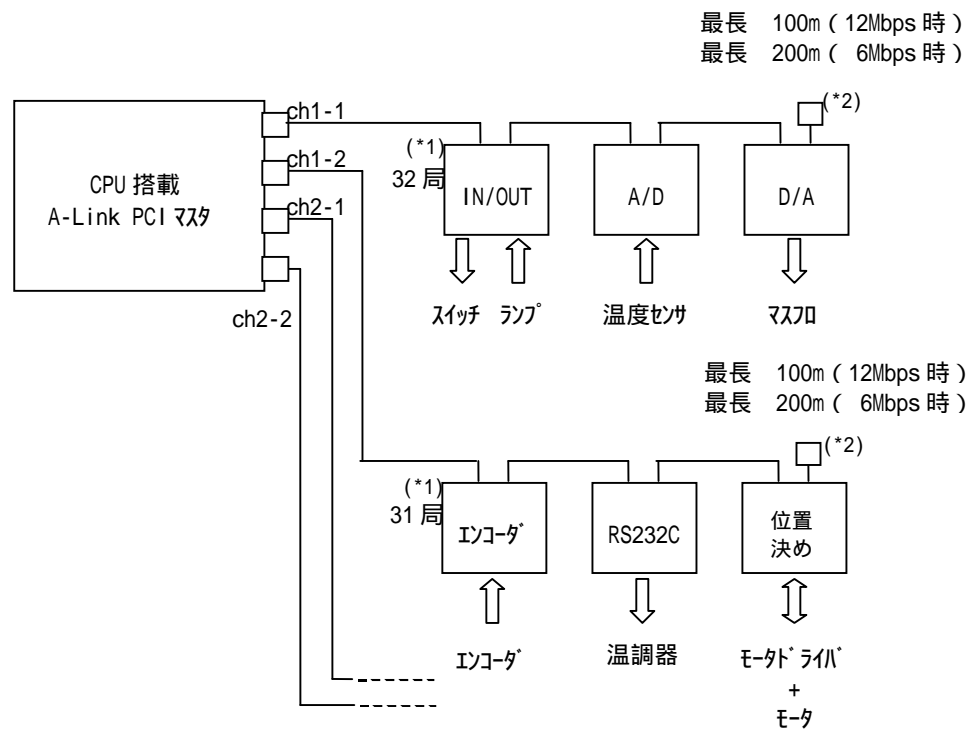 最長 100m ( 12Mbps 時 )
最長 200m ( 6Mbps 時 )
ch1-1
(*2)
(*1)
32 局
ch1-2
CPU 搭載
A-Link PCI ﾏｽﾀ
IN/OUT
A/D
D/A
ch2-1
ch2-2
ｽｲｯﾁ ﾗﾝﾌﾟ
温度ｾﾝｻ
ﾏｽﾌﾛ
最長 100m ( 12Mbps 時 )
最長 200m ( 6Mbps 時 )
(*2)
(*1)
31 局
ｴﾝｺｰﾀﾞ
RS232C
位置
決め
ｴﾝｺｰﾀﾞ
温調器
ﾓｰﾀﾄﾞﾗｲﾊﾞ
+
ﾓｰﾀ